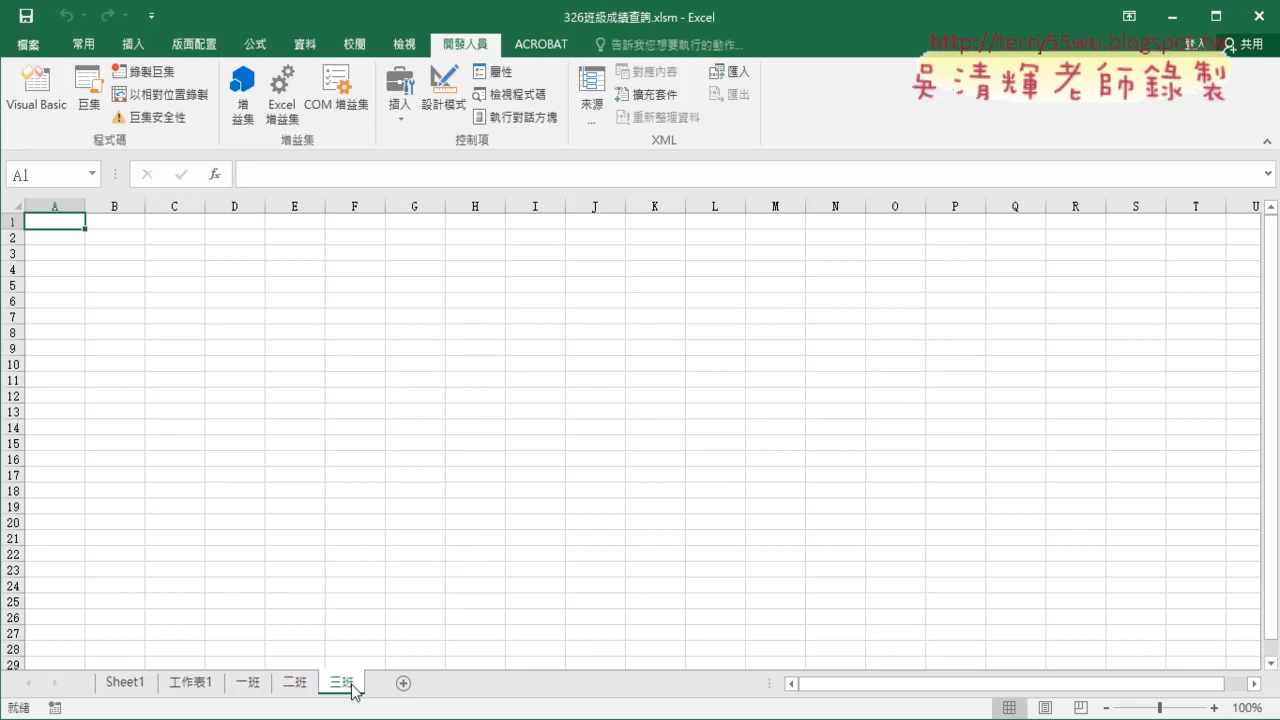 326班級成績查詢.xlsm - Excel
檔案 常用 插入 版面配置 公式 資料 校閱 檢視 開發人員 ACROBAT 告訴我您想要執行的動作... 登入 共用
http://terry55wu.blogspot.tw
吳清輝老師錄製
Visual Basic 巨集 錄製巨集 以相對位置錄製 巨集安全性 程式碼
增益集 Excel 增益集 COM 增益集 增益集
插入 設計模式 屬性 檢視程式碼 執行對話方塊 控制項
來源... 對應內容 擴充套件 重新整理資料 匯入 匯出 XML
A1 fx
A B C D E F G H I J K L M N O P Q R S T U
1
2
3
4
5
6
7
8
9
10
11
12
13
14
15
16
17
18
19
20
21
22
23
24
25
26
27
28
29
Sheet1 工作表1 一班 二班 三班
就緒 100%